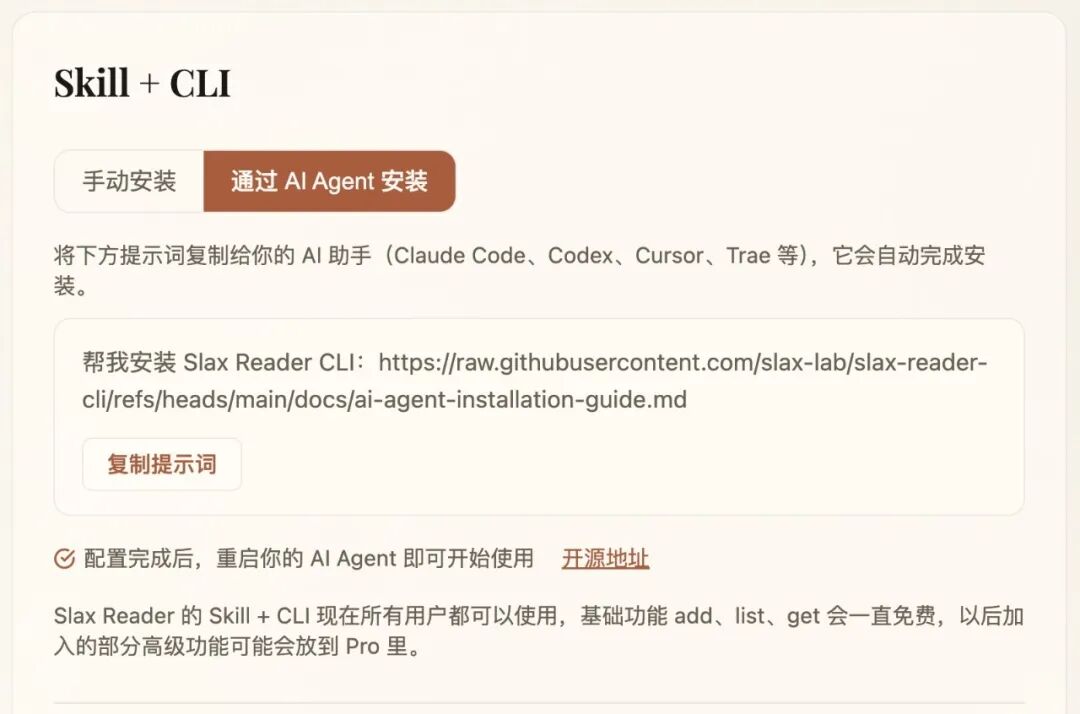 Skill + CLI
手动安装
通过 AI Agent 安装
将下方提示词复制给你的 AI 助手（Claude Code、Codex、Cursor、Trae 等），它会自动完成安
装。
帮我安装 Slax Reader CLI：https://raw.githubusercontent.com/slax-lab/slax-reader-
cli/refs/heads/main/docs/ai-agent-installation-guide.md
复制提示词
配置完成后，重启你的 AI Agent 即可开始使用 开源地址
Slax Reader 的 Skill + CLI 现在所有用户都可以使用，基础功能 add、list、get 会一直免费，以后加
入的部分高级功能可能会放到 Pro 里。